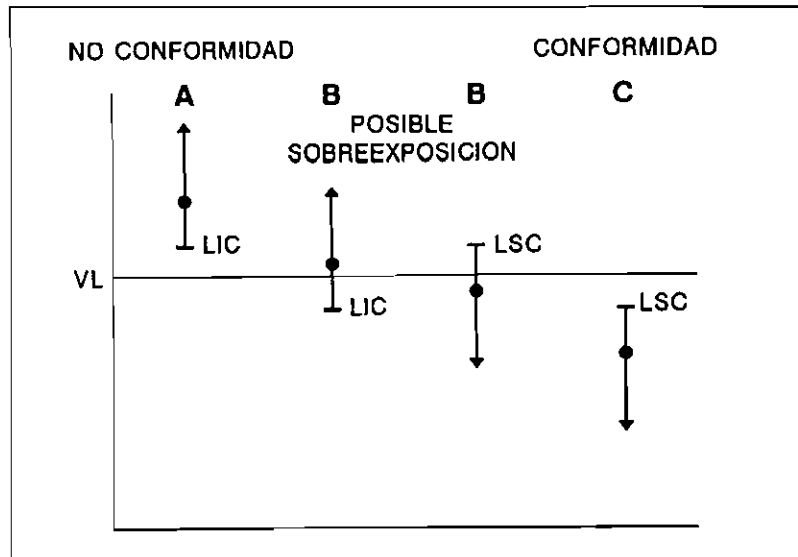 NO CONFORMIDAD
CONFORMIDAD
A
B
B
C
POSIBLE
SOBREEXPOSICION
LIC
LSC
VL
LIC
LSC